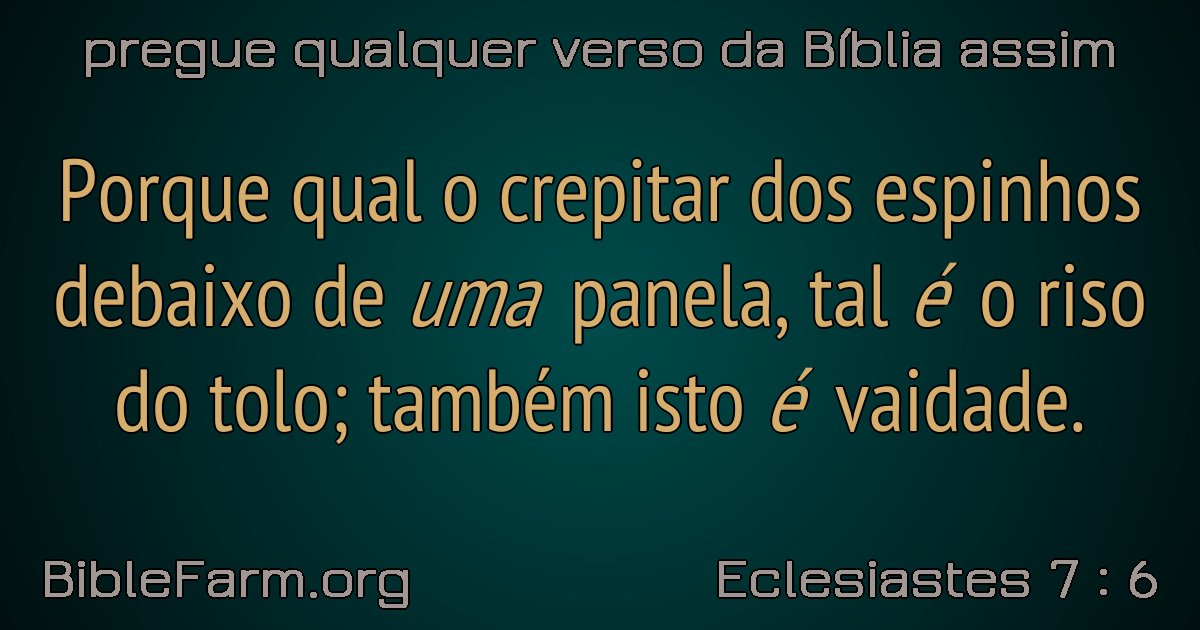 pregue qualquer verso da Bíblia assim
Porque qual o crepitar dos espinhos
debaixo de uma panela, tal é o riso
do tolo; também isto é vaidade.
BibleFarm.org
Eclesiastes 7 : 6